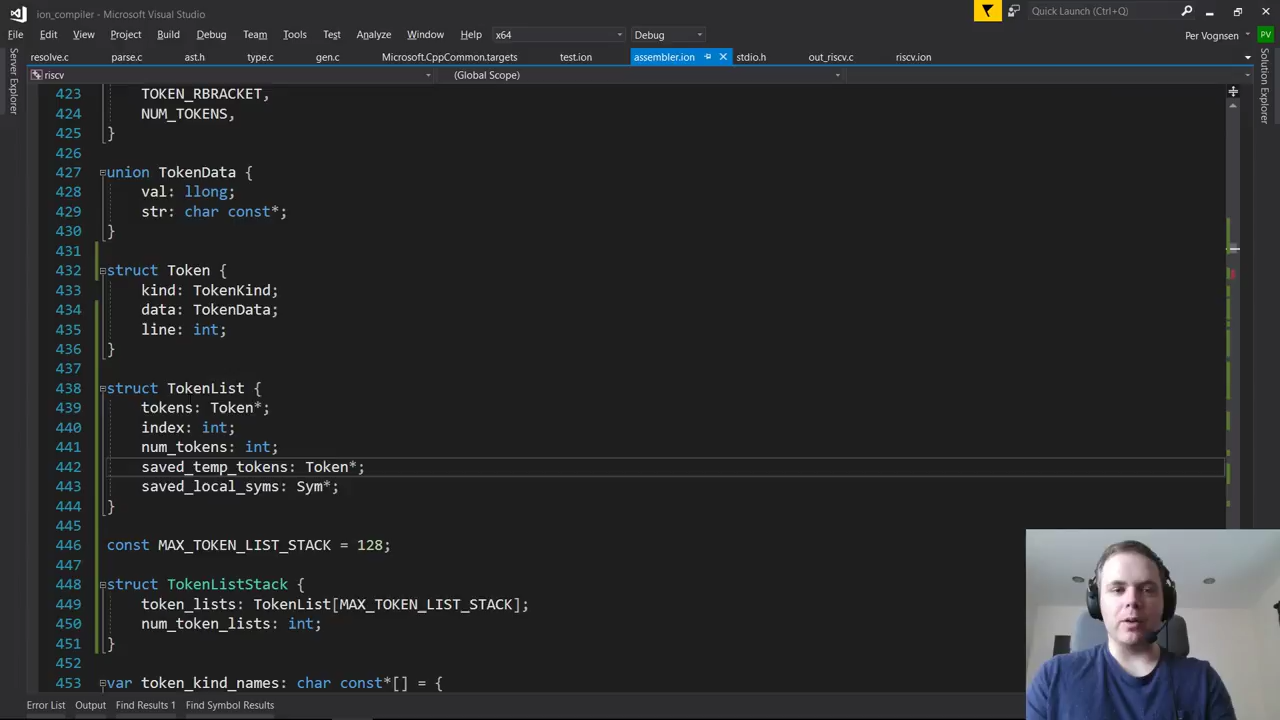 ion_compiler - Microsoft Visual Studio
Quick Launch (Ctrl+Q)
File Edit View Project Build Debug Team Tools Test Analyze Window Help x64 Debug
Per Vognsen PV
resolve.c parse.c ast.h type.c gen.c Microsoft.CppCommon.targets test.ion assembler.ion stdio.h out_riscv.c riscv.ion
riscv (Global Scope)
Server Explorer
Solution Explorer
423 TOKEN_RBRACKET,
424 NUM_TOKENS,
425 }
426
427 union TokenData {
428 val: llong;
429 str: char const*;
430 }
431
432 struct Token {
433 kind: TokenKind;
434 data: TokenData;
435 line: int;
436 }
437
438 struct TokenList {
439 tokens: Token*;
440 index: int;
441 num_tokens: int;
442 saved_temp_tokens: Token*;
443 saved_local_syms: Sym*;
444 }
445
446 const MAX_TOKEN_LIST_STACK = 128;
447
448 struct TokenListStack {
449 token_lists: TokenList[MAX_TOKEN_LIST_STACK];
450 num_token_lists: int;
451 }
452
453 var token_kind_names: char const*[] = {
Error List Output Find Results 1 Find Symbol Results